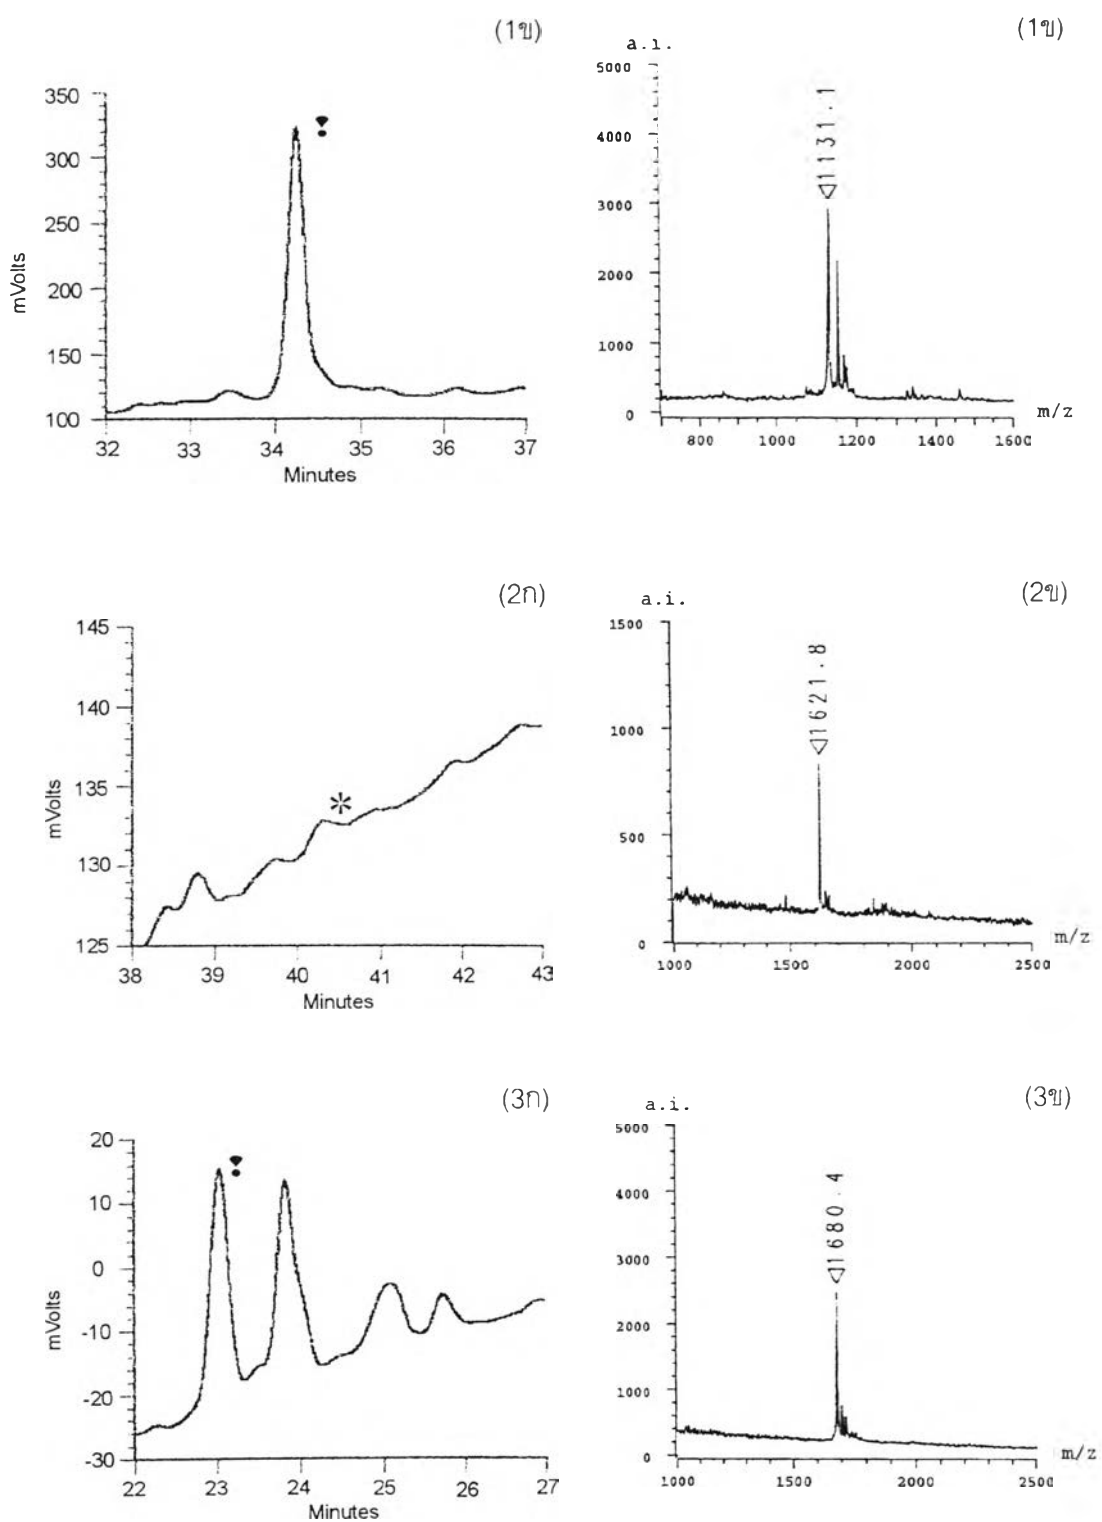 (1ข)
350
300
250
200
150
100
mVolts
32 33 34 35 36 37
Minutes
(1ข)
a.i.
5000
4000
3000
2000
1000
0
1131.1
800 1000 1200 1400 1600
m/z
(2ก)
145
140
135
130
125
mVolts
*
38 39 40 41 42 43
Minutes
(2ข)
a.i.
1500
1000
500
0
1621.8
1000 1500 2000 2500
m/z
(3ก)
20
10
0
-10
-20
-30
mVolts
22 23 24 25 26 27
Minutes
(3ข)
a.i.
5000
4000
3000
2000
1000
0
1680.4
1000 1500 2000 2500
m/z